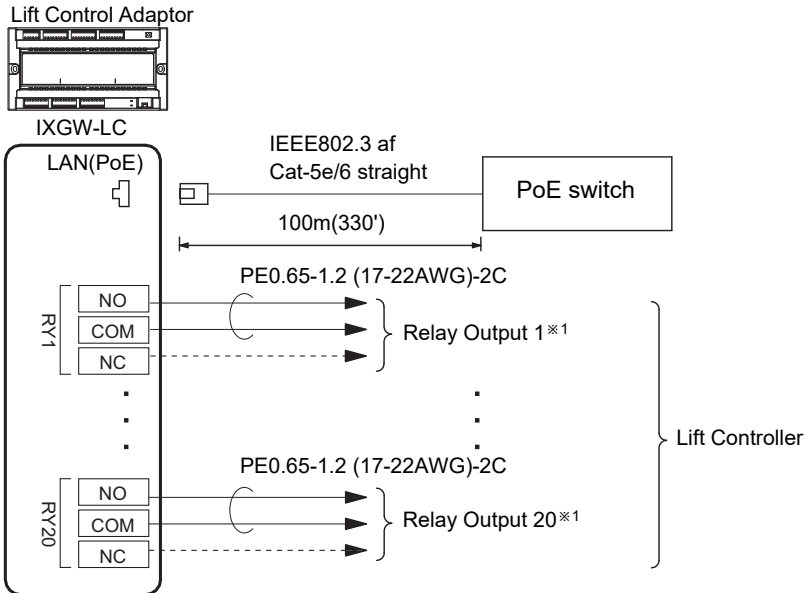 Lift Control Adaptor
IXGW-LC
LAN(PoE)
IEEE802.3 af
Cat-5e/6 straight
PoE switch
100m(330')
PE0.65-1.2 (17-22AWG)-2C
RY1
NO
COM
NC
Relay Output 1※1
Lift Controller
PE0.65-1.2 (17-22AWG)-2C
RY20
NO
COM
NC
Relay Output 20※1